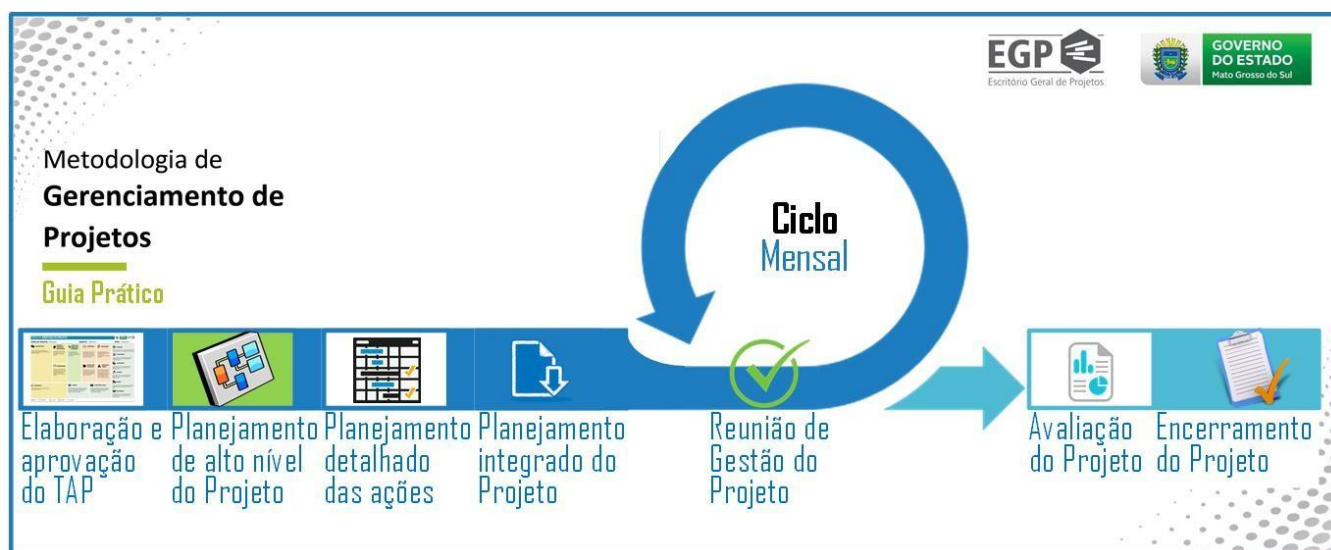 EGP
Escritório Geral de Projetos
GOVERNO
DO ESTADO
Mato Grosso do Sul
Metodologia de
Gerenciamento de
Projetos
Guia Prático
Ciclo
Mensal
Elaboração e
aprovação
do TAP
Planejamento
de alto nível
do Projeto
Planejamento
detalhado
das ações
Planejamento
integrado do
Projeto
Reunião de
Gestão do
Projeto
Avaliação
do Projeto
Encerramento
do Projeto